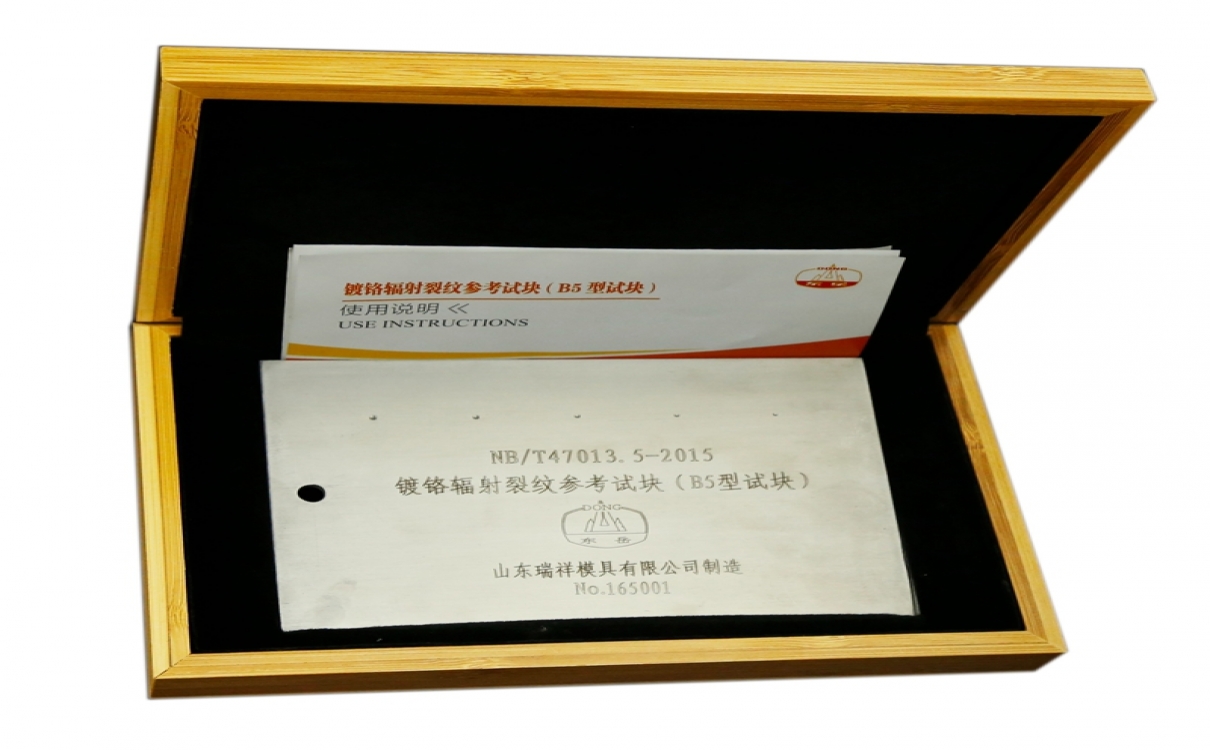 镀铬辐射裂纹参考试块（B5 型试块）
使用说明 <<
USE INSTRUCTIONS
NB/T47013.5-2015
镀铬辐射裂纹参考试块（B5型试块）
DONG
东 岳
山东瑞祥模具有限公司制造
No.165001